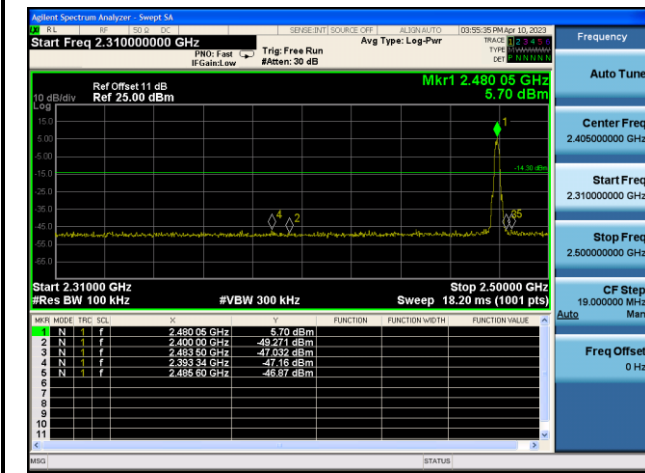 Agilent Spectrum Analyzer - Swept SA
RL RF 50 Ω DC SENSE:INT SOURCE OFF ALIGN AUTO 03:55:35 PM Apr 10, 2023
Start Freq 2.310000000 GHz
PNO: Fast
IFGain:Low
Trig: Free Run
#Atten: 30 dB
Avg Type: Log-Pwr
TRACE 1 2 3 4 5 6
TYPE
DET P N N N N N
Ref Offset 11 dB
Ref 25.00 dBm
10 dB/div
Log
Mkr1 2.480 05 GHz
5.70 dBm
15.0
5.00
-5.00
-15.0
-25.0
-35.0
-45.0
-55.0
-65.0
-14.30 dBm
1
4
2
35
Start 2.31000 GHz
#Res BW 100 kHz
#VBW 300 kHz
Stop 2.50000 GHz
Sweep 18.20 ms (1001 pts)
MKR MODE TRC SCL X Y FUNCTION FUNCTION WIDTH FUNCTION VALUE
1 N 1 f 2.480 05 GHz 5.70 dBm
2 N 1 f 2.400 00 GHz -49.271 dBm
3 N 1 f 2.483 50 GHz -47.032 dBm
4 N 1 f 2.393 34 GHz -47.16 dBm
5 N 1 f 2.485 60 GHz -46.87 dBm
6
7
8
9
10
11
MSG STATUS
Frequency
Auto Tune
Center Freq
2.405000000 GHz
Start Freq
2.310000000 GHz
Stop Freq
2.500000000 GHz
CF Step
19.000000 MHz
Auto Man
Freq Offset
0 Hz